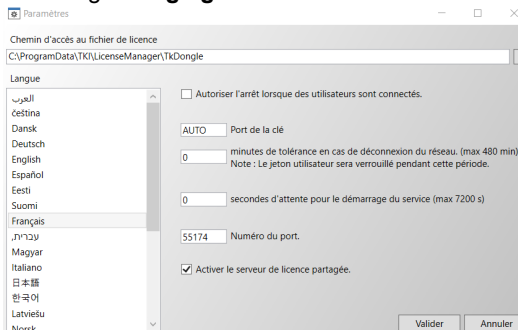 Paramètres
Chemin d'accès au fichier de licence
C:\ProgramData\TKI\LicenseManager\TkDongle
Langue
العرب
čeština
Dansk
Deutsch
English
Español
Eesti
Suomi
Français
עברית,
Magyar
Italiano
日本語
한국어
Latviešu
Norsk
Autoriser l'arrêt lorsque des utilisateurs sont connectés.
AUTO Port de la clé
0 minutes de tolérance en cas de déconnexion du réseau. (max 480 min)
Note : Le jeton utilisateur sera verrouillé pendant cette période.
0 secondes d'attente pour le démarrage du service (max 7200 s)
55174 Numéro du port.
Activer le serveur de licence partagée.
Valider Annuler